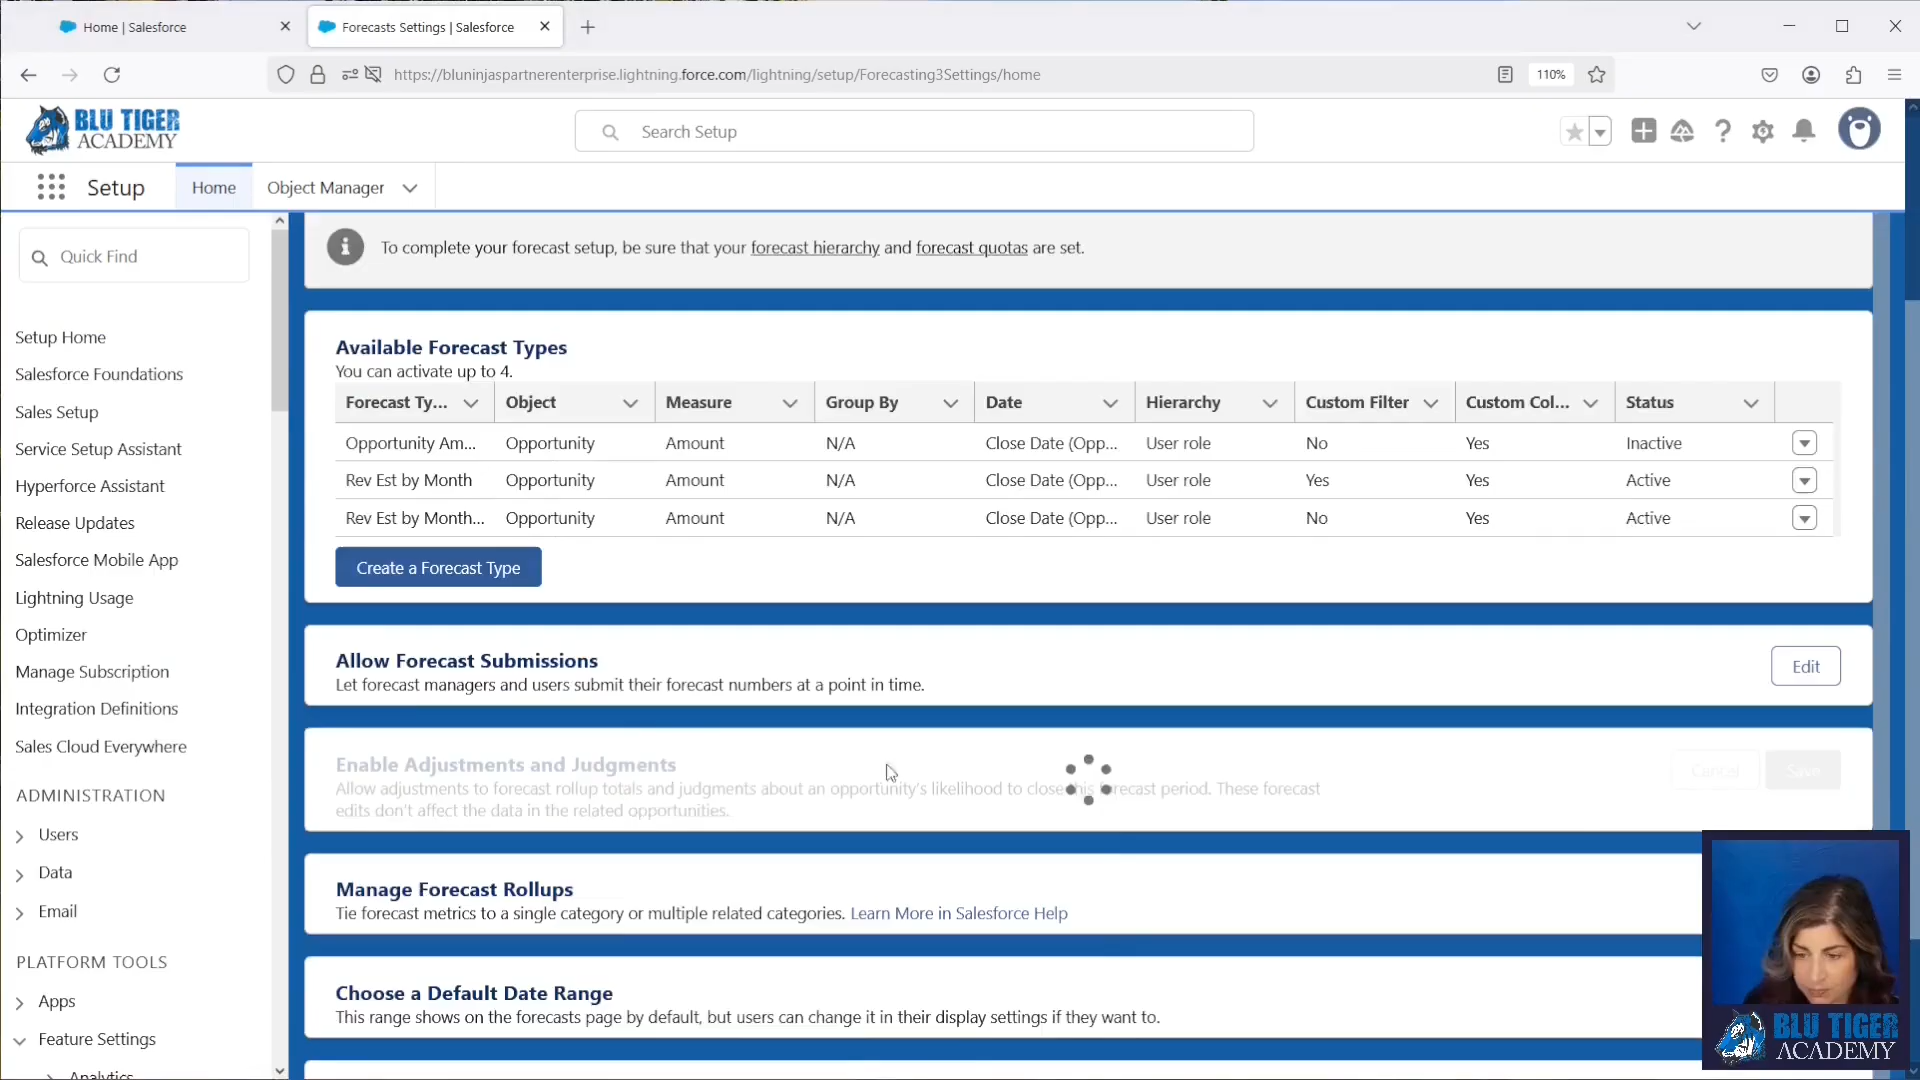 Home | Salesforce
Forecasts Settings | Salesforce
https://bluninjaspartnerenterprise.lightning.force.com/lightning/setup/Forecasting3Settings/home
110%
BLU TIGER
ACADEMY
Search Setup
Setup
Home
Object Manager
Quick Find
Setup Home
Salesforce Foundations
Sales Setup
Service Setup Assistant
Hyperforce Assistant
Release Updates
Salesforce Mobile App
Lightning Usage
Optimizer
Manage Subscription
Integration Definitions
Sales Cloud Everywhere
ADMINISTRATION
Users
Data
Email
PLATFORM TOOLS
Apps
Feature Settings
Analytics
To complete your forecast setup, be sure that your forecast hierarchy and forecast quotas are set.
Available Forecast Types
You can activate up to 4.
Forecast Ty... Object Measure Group By Date Hierarchy Custom Filter Custom Col... Status
Opportunity Am... Opportunity Amount N/A Close Date (Opp... User role No Yes Inactive
Rev Est by Month Opportunity Amount N/A Close Date (Opp... User role Yes Yes Active
Rev Est by Month... Opportunity Amount N/A Close Date (Opp... User role No Yes Active
Create a Forecast Type
Allow Forecast Submissions
Let forecast managers and users submit their forecast numbers at a point in time.
Edit
Enable Adjustments and Judgments
Allow adjustments to forecast rollup totals and judgments about an opportunity's likelihood to close this forecast period. These forecast
edits don't affect the data in the related opportunities.
Cancel
Save
Manage Forecast Rollups
Tie forecast metrics to a single category or multiple related categories. Learn More in Salesforce Help
Choose a Default Date Range
This range shows on the forecasts page by default, but users can change it in their display settings if they want to.
BLU TIGER
ACADEMY